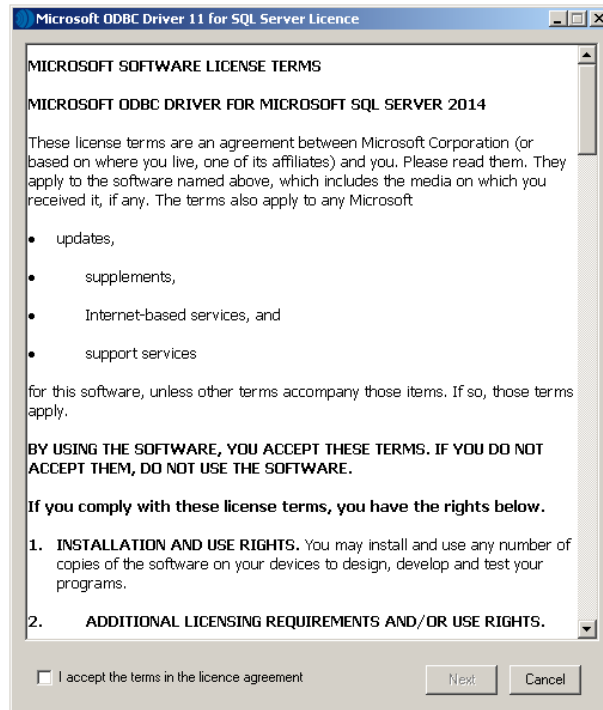 Microsoft ODBC Driver 11 for SQL Server Licence
MICROSOFT SOFTWARE LICENSE TERMS
MICROSOFT ODBC DRIVER FOR MICROSOFT SQL SERVER 2014
These license terms are an agreement between Microsoft Corporation (or
based on where you live, one of its affiliates) and you. Please read them. They
apply to the software named above, which includes the media on which you
received it, if any. The terms also apply to any Microsoft
• updates,
• supplements,
• Internet-based services, and
• support services
for this software, unless other terms accompany those items. If so, those terms
apply.
BY USING THE SOFTWARE, YOU ACCEPT THESE TERMS. IF YOU DO NOT
ACCEPT THEM, DO NOT USE THE SOFTWARE.
If you comply with these license terms, you have the rights below.
1. INSTALLATION AND USE RIGHTS. You may install and use any number of
copies of the software on your devices to design, develop and test your
programs.
2. ADDITIONAL LICENSING REQUIREMENTS AND/OR USE RIGHTS.
I accept the terms in the licence agreement
Next
Cancel